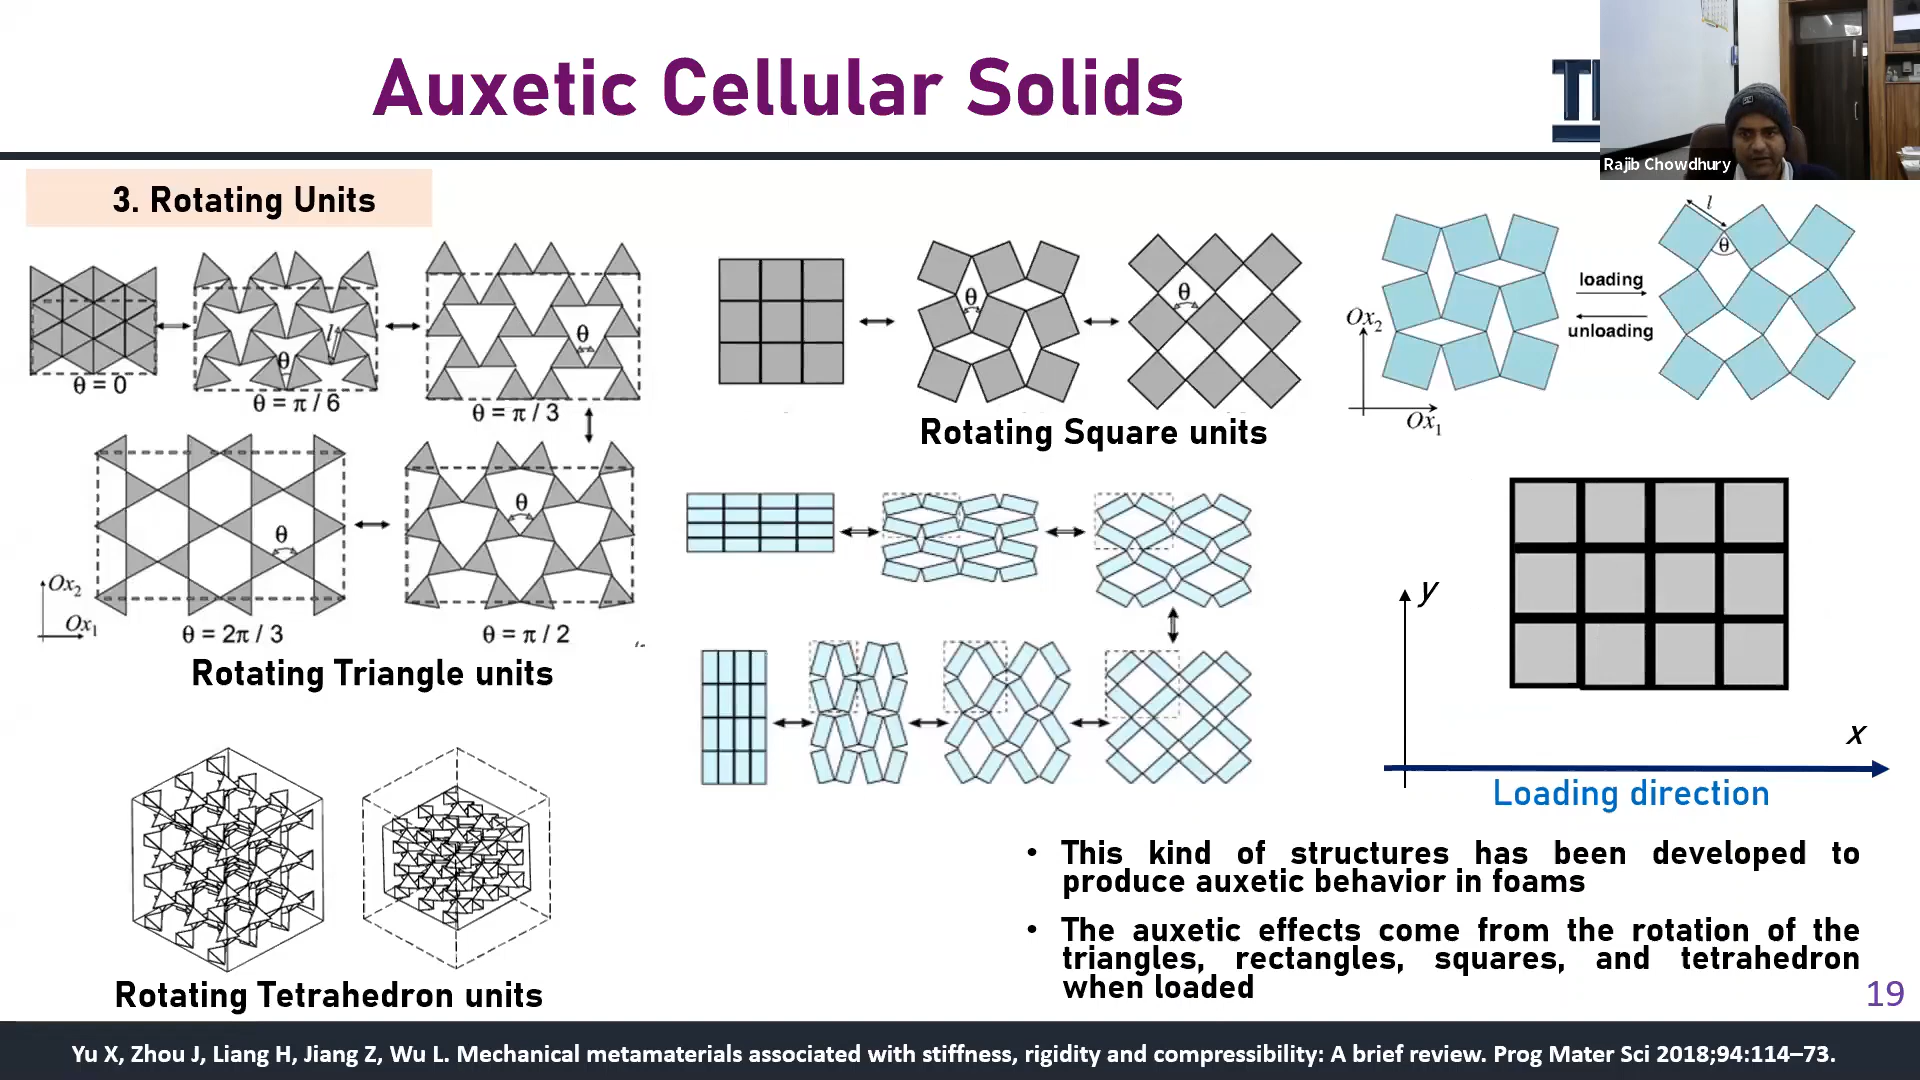 Auxetic Cellular Solids
Rajib Chowdhury
3. Rotating Units
θ = 0
l
θ
θ = π / 6
θ
θ = π / 3
θ
θ = 2π / 3
θ
θ = π / 2
Ox2
Ox1
Rotating Triangle units
θ
θ
Rotating Square units
l
θ
loading
unloading
Ox2
Ox1
y
x
Loading direction
Rotating Tetrahedron units
• This kind of structures has been developed to
produce auxetic behavior in foams
• The auxetic effects come from the rotation of the
triangles, rectangles, squares, and tetrahedron
when loaded
19
Yu X, Zhou J, Liang H, Jiang Z, Wu L. Mechanical metamaterials associated with stiffness, rigidity and compressibility: A brief review. Prog Mater Sci 2018;94:114–73.